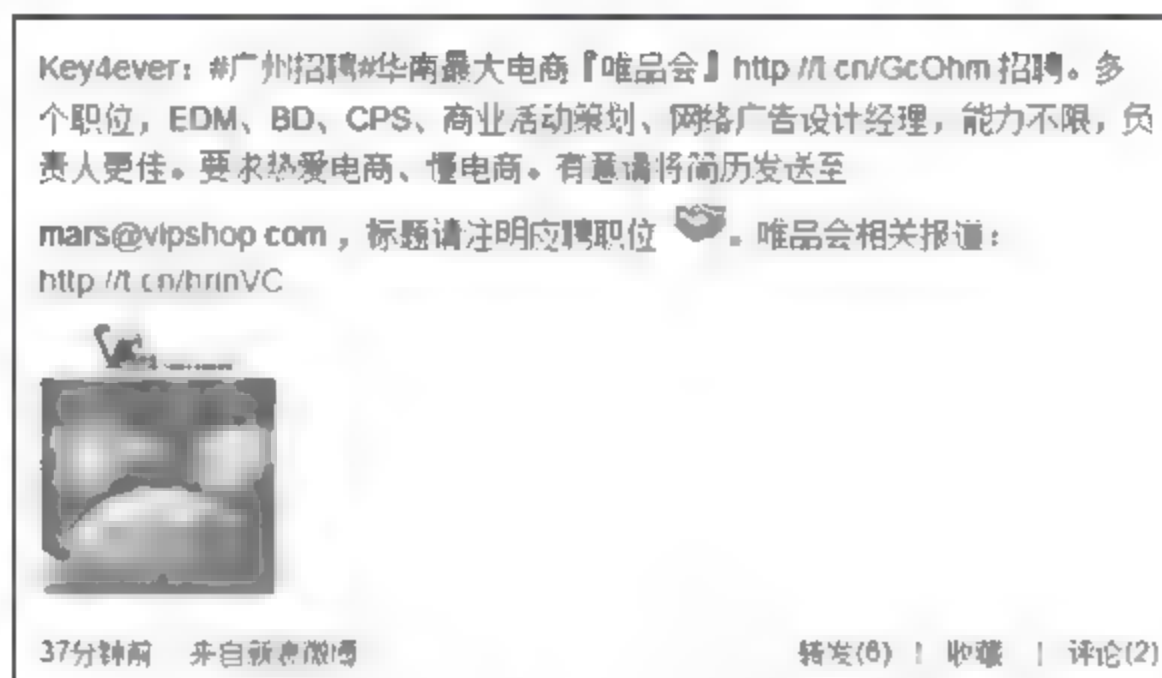 Key4ever：#广州招聘#华南最大电商『唯品会』http //t cn/GcOhm 招聘。多
个职位，EDM、BD、CPS、商业活动策划、网络广告设计经理，能力不限，负
责人更佳。要求热爱电商、懂电商。有意请将简历发送至
mars@vipshop com，标题请注明应聘职位 。唯品会相关报道：
http //t cn/hrinVC
37分钟前 来自新浪微博 转发(6) | 收藏 | 评论(2)